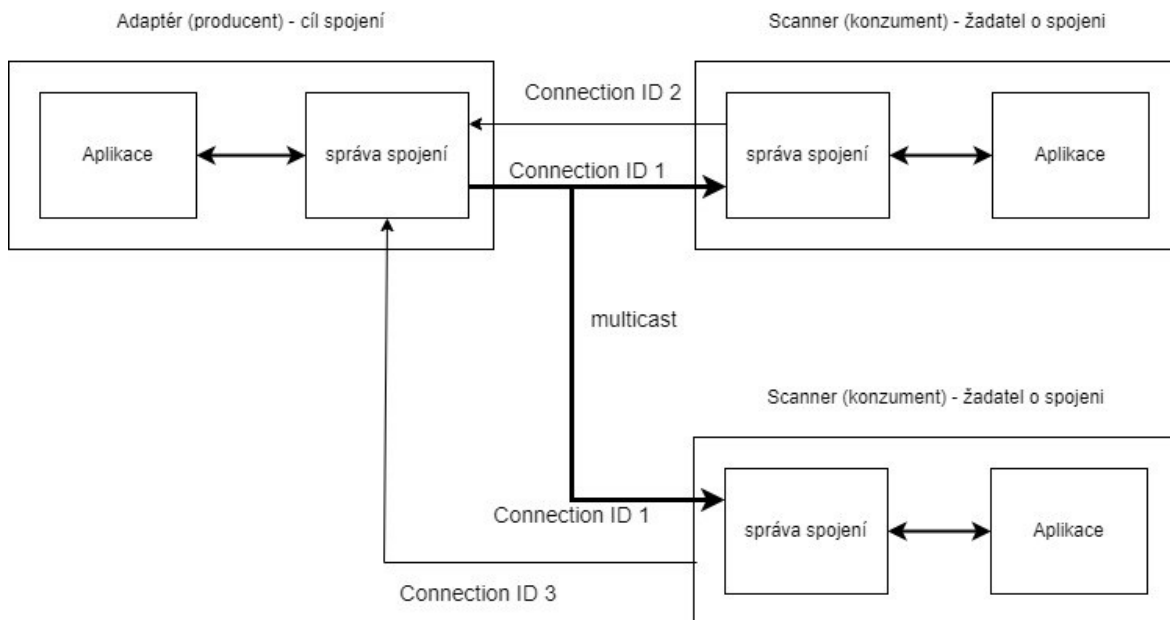 Adaptér (producent) - cíl spojení
Scanner (konzument) - žadatel o spojeni
Connection ID 2
Aplikace
správa spojení
správa spojení
Aplikace
Connection ID 1
multicast
Scanner (konzument) - žadatel o spojeni
Connection ID 1
správa spojení
Aplikace
Connection ID 3